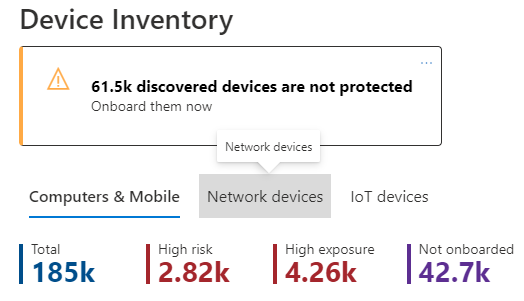 Device Inventory
...
61.5k discovered devices are not protected
Onboard them now
Network devices
Computers & Mobile
Network devices
IoT devices
Total
185k
High risk
2.82k
High exposure
4.26k
Not onboarded
42.7k